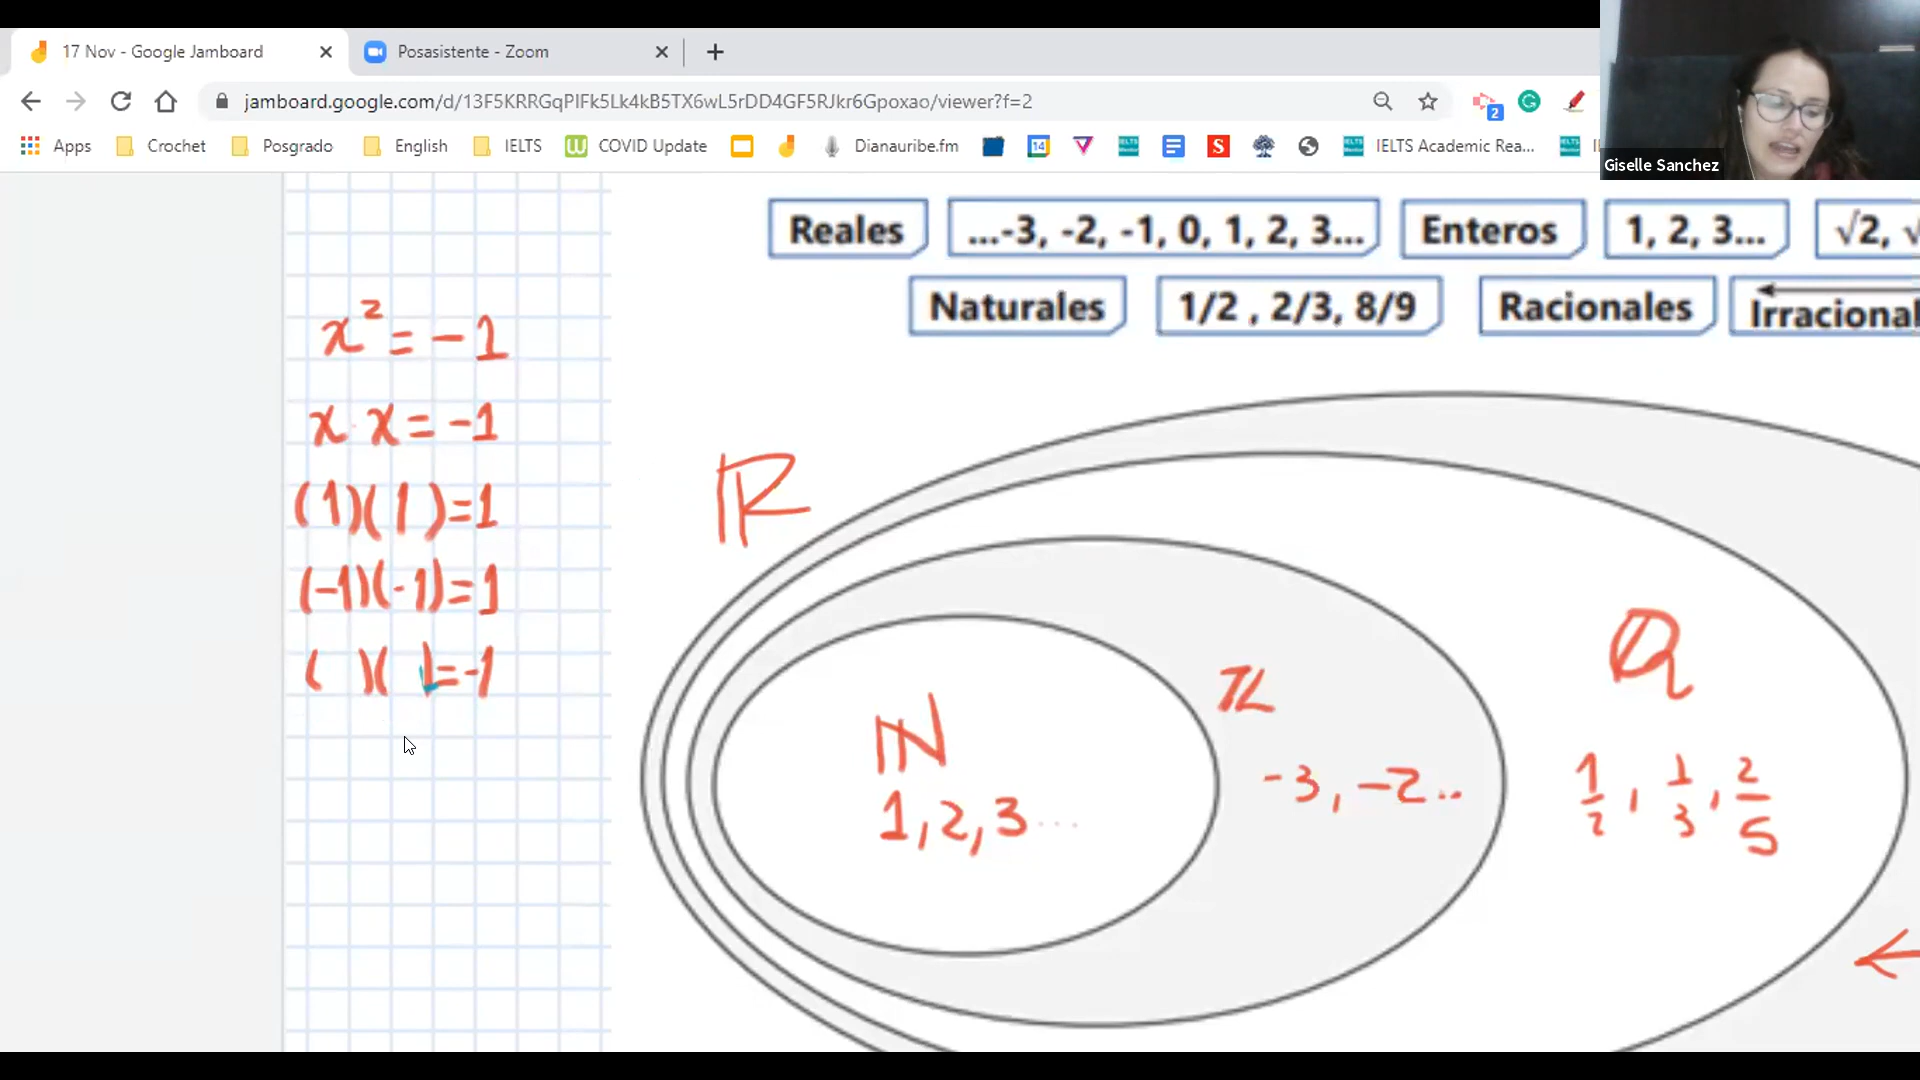 17 Nov - Google Jamboard
Posasistente - Zoom
jamboard.google.com/d/13F5KRRGqPIFk5Lk4kB5TX6wL5rDD4GF5RJkr6Gpoxao/viewer?f=2
2
Apps Crochet Posgrado English IELTS COVID Update Dianauribe.fm 14 IELTS Academic Rea...
Giselle Sanchez
Reales ...-3, -2, -1, 0, 1, 2, 3... Enteros 1, 2, 3... √2,
Naturales 1/2 , 2/3, 8/9 Racionales Irracional
x² = -1
x · x = -1
(1)(1)=1
(-1)(-1)=1
( )( )=-1
ℝ
ℕ
1, 2, 3...
ℤ
-3, -2..
ℚ
1/2, 1/3, 2/5